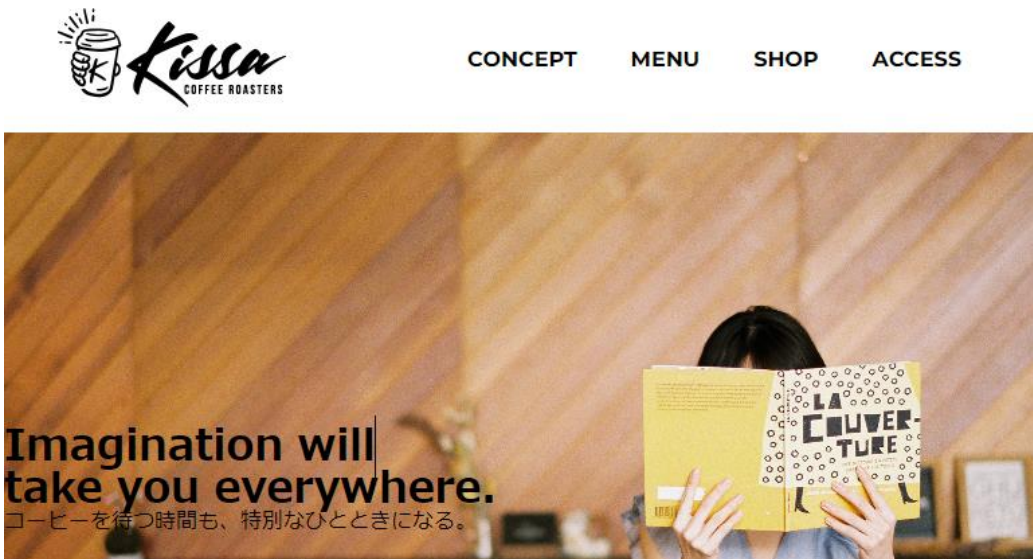 K
Kissa
COFFEE ROASTERS
CONCEPT MENU SHOP ACCESS
LA
COUVER-
TURE
Imagination will
take you everywhere.
コーヒーを待つ時間も、特別なひとときになる。